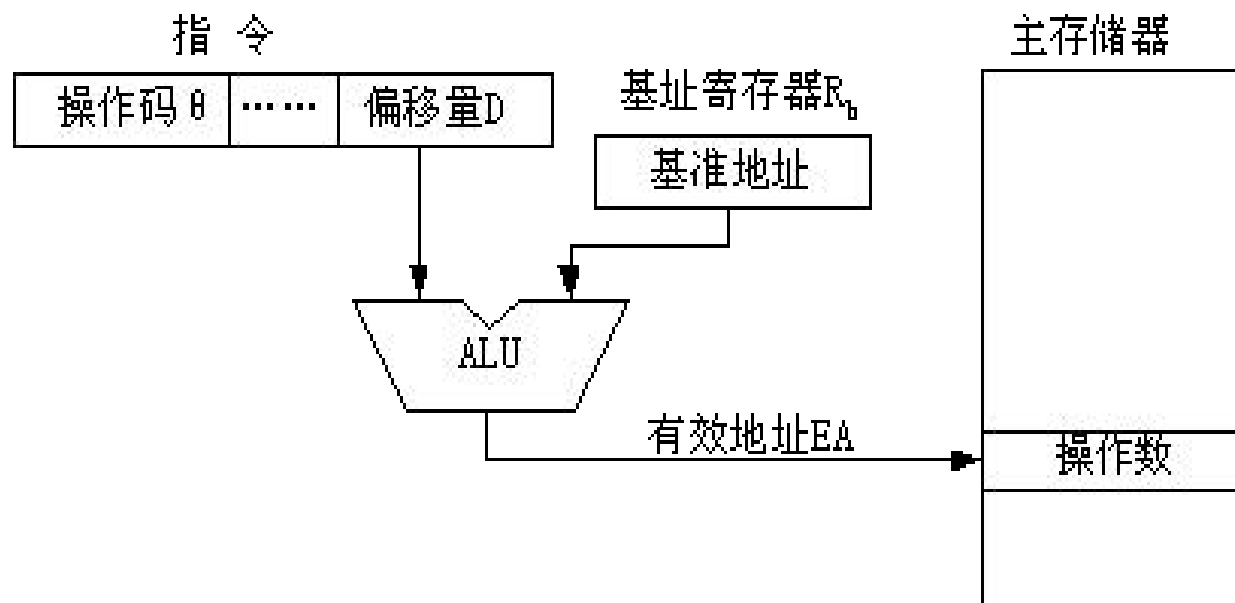 指 令
主存储器
操作码 θ …… 偏移量D
基址寄存器R_b
基准地址
ALU
有效地址EA
操作数